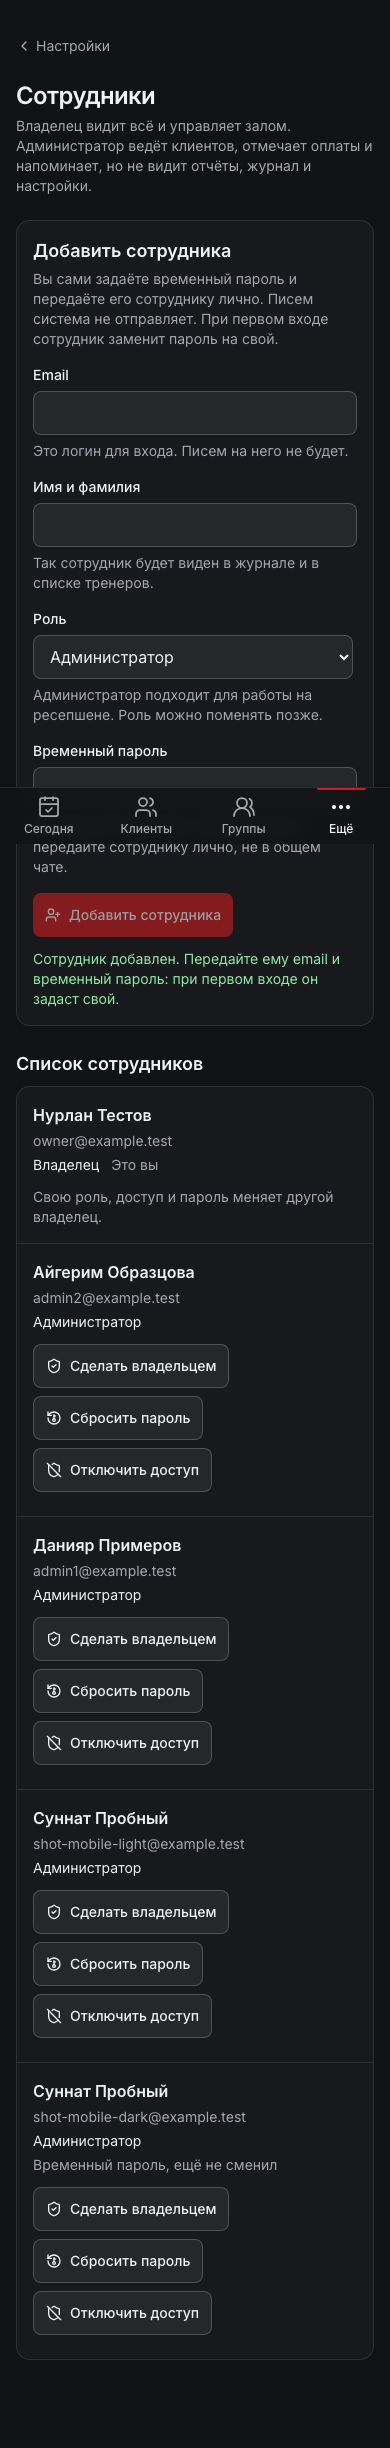 Настройки
Сотрудники
Владелец видит всё и управляет залом.
Администратор ведёт клиентов, отмечает оплаты и
напоминает, но не видит отчёты, журнал и
настройки.
Добавить сотрудника
Вы сами задаёте временный пароль и
передаёте его сотруднику лично. Писем
система не отправляет. При первом входе
сотрудник заменит пароль на свой.
Email
Это логин для входа. Писем на него не будет.
Имя и фамилия
Так сотрудник будет виден в журнале и в
списке тренеров.
Роль
Администратор
Администратор подходит для работы на
ресепшене. Роль можно поменять позже.
Временный пароль
Сегодня
Клиенты
Группы
Ещё
передайте сотруднику лично, не в общем
чате.
Добавить сотрудника
Сотрудник добавлен. Передайте ему email и
временный пароль: при первом входе он
задаст свой.
Список сотрудников
Нурлан Тестов
owner@example.test
Владелец Это вы
Свою роль, доступ и пароль меняет другой
владелец.
Айгерим Образцова
admin2@example.test
Администратор
Сделать владельцем
Сбросить пароль
Отключить доступ
Данияр Примеров
admin1@example.test
Администратор
Сделать владельцем
Сбросить пароль
Отключить доступ
Суннат Пробный
shot-mobile-light@example.test
Администратор
Сделать владельцем
Сбросить пароль
Отключить доступ
Суннат Пробный
shot-mobile-dark@example.test
Администратор
Временный пароль, ещё не сменил
Сделать владельцем
Сбросить пароль
Отключить доступ